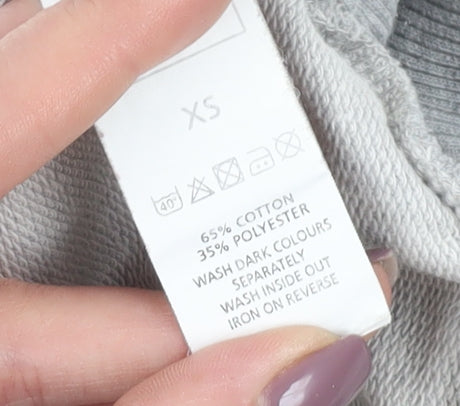 XS
40°
65% COTTON
35% POLYESTER
WASH DARK COLOURS
SEPARATELY
WASH INSIDE OUT
IRON ON REVERSE